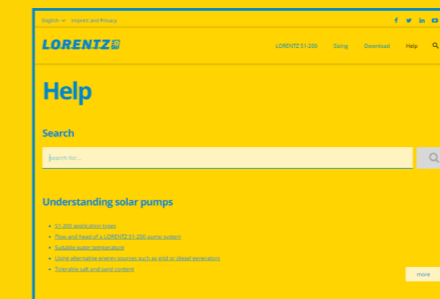 English Imprint and Privacy
LORENTZ
LORENTZ S1-200 Sizing Download Help
Help
Search
Search for...
Understanding solar pumps
S1-200 application types
Flow and head of a LORENTZ S1-200 pump system
Suitable water temperature
Using alternative energy sources such as grid or diesel generators
Tolerable salt and sand content
more